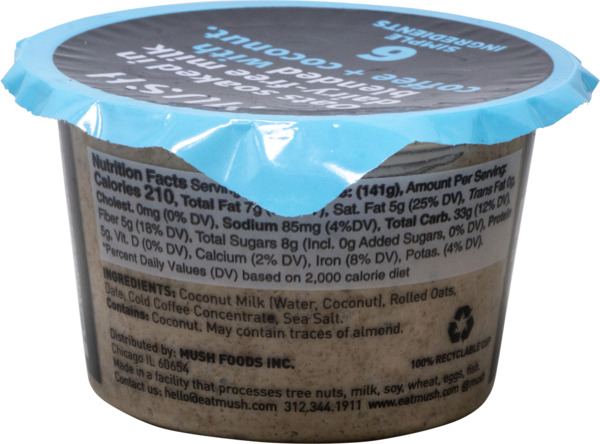 MUSH
oats soaked in
dairy-free milk
blended with
coffee + coconut.
6
SIMPLE
INGREDIENTS
Nutrition Facts Servin (141g), Amount Per Serving:
Calories 210, Total Fat 7g DV), Sat. Fat 5g (25% DV), Trans Fat 0g,
Cholest. 0mg (0% DV), Sodium 85mg (4%DV), Total Carb. 33g (12% DV),
Fiber 5g (18% DV), Total Sugars 8g (Incl. 0g Added Sugars, 0% DV), Protein
5g, Vit. D (0% DV), Calcium (2% DV), Iron (8% DV), Potas. (4% DV).
*Percent Daily Values (DV) based on 2,000 calorie diet
INGREDIENTS: Coconut Milk [Water, Coconut], Rolled Oats,
Date, Cold Coffee Concentrate, Sea Salt.
Contains: Coconut. May contain traces of almond.
Distributed by: MUSH FOODS INC.
Chicago IL 60654
Made in a facility that processes tree nuts, milk, soy, wheat, eggs, fish.
Contact us: hello@eatmush.com 312.344.1911 www.eatmush.com @mush
100% RECYCLABLE CUP